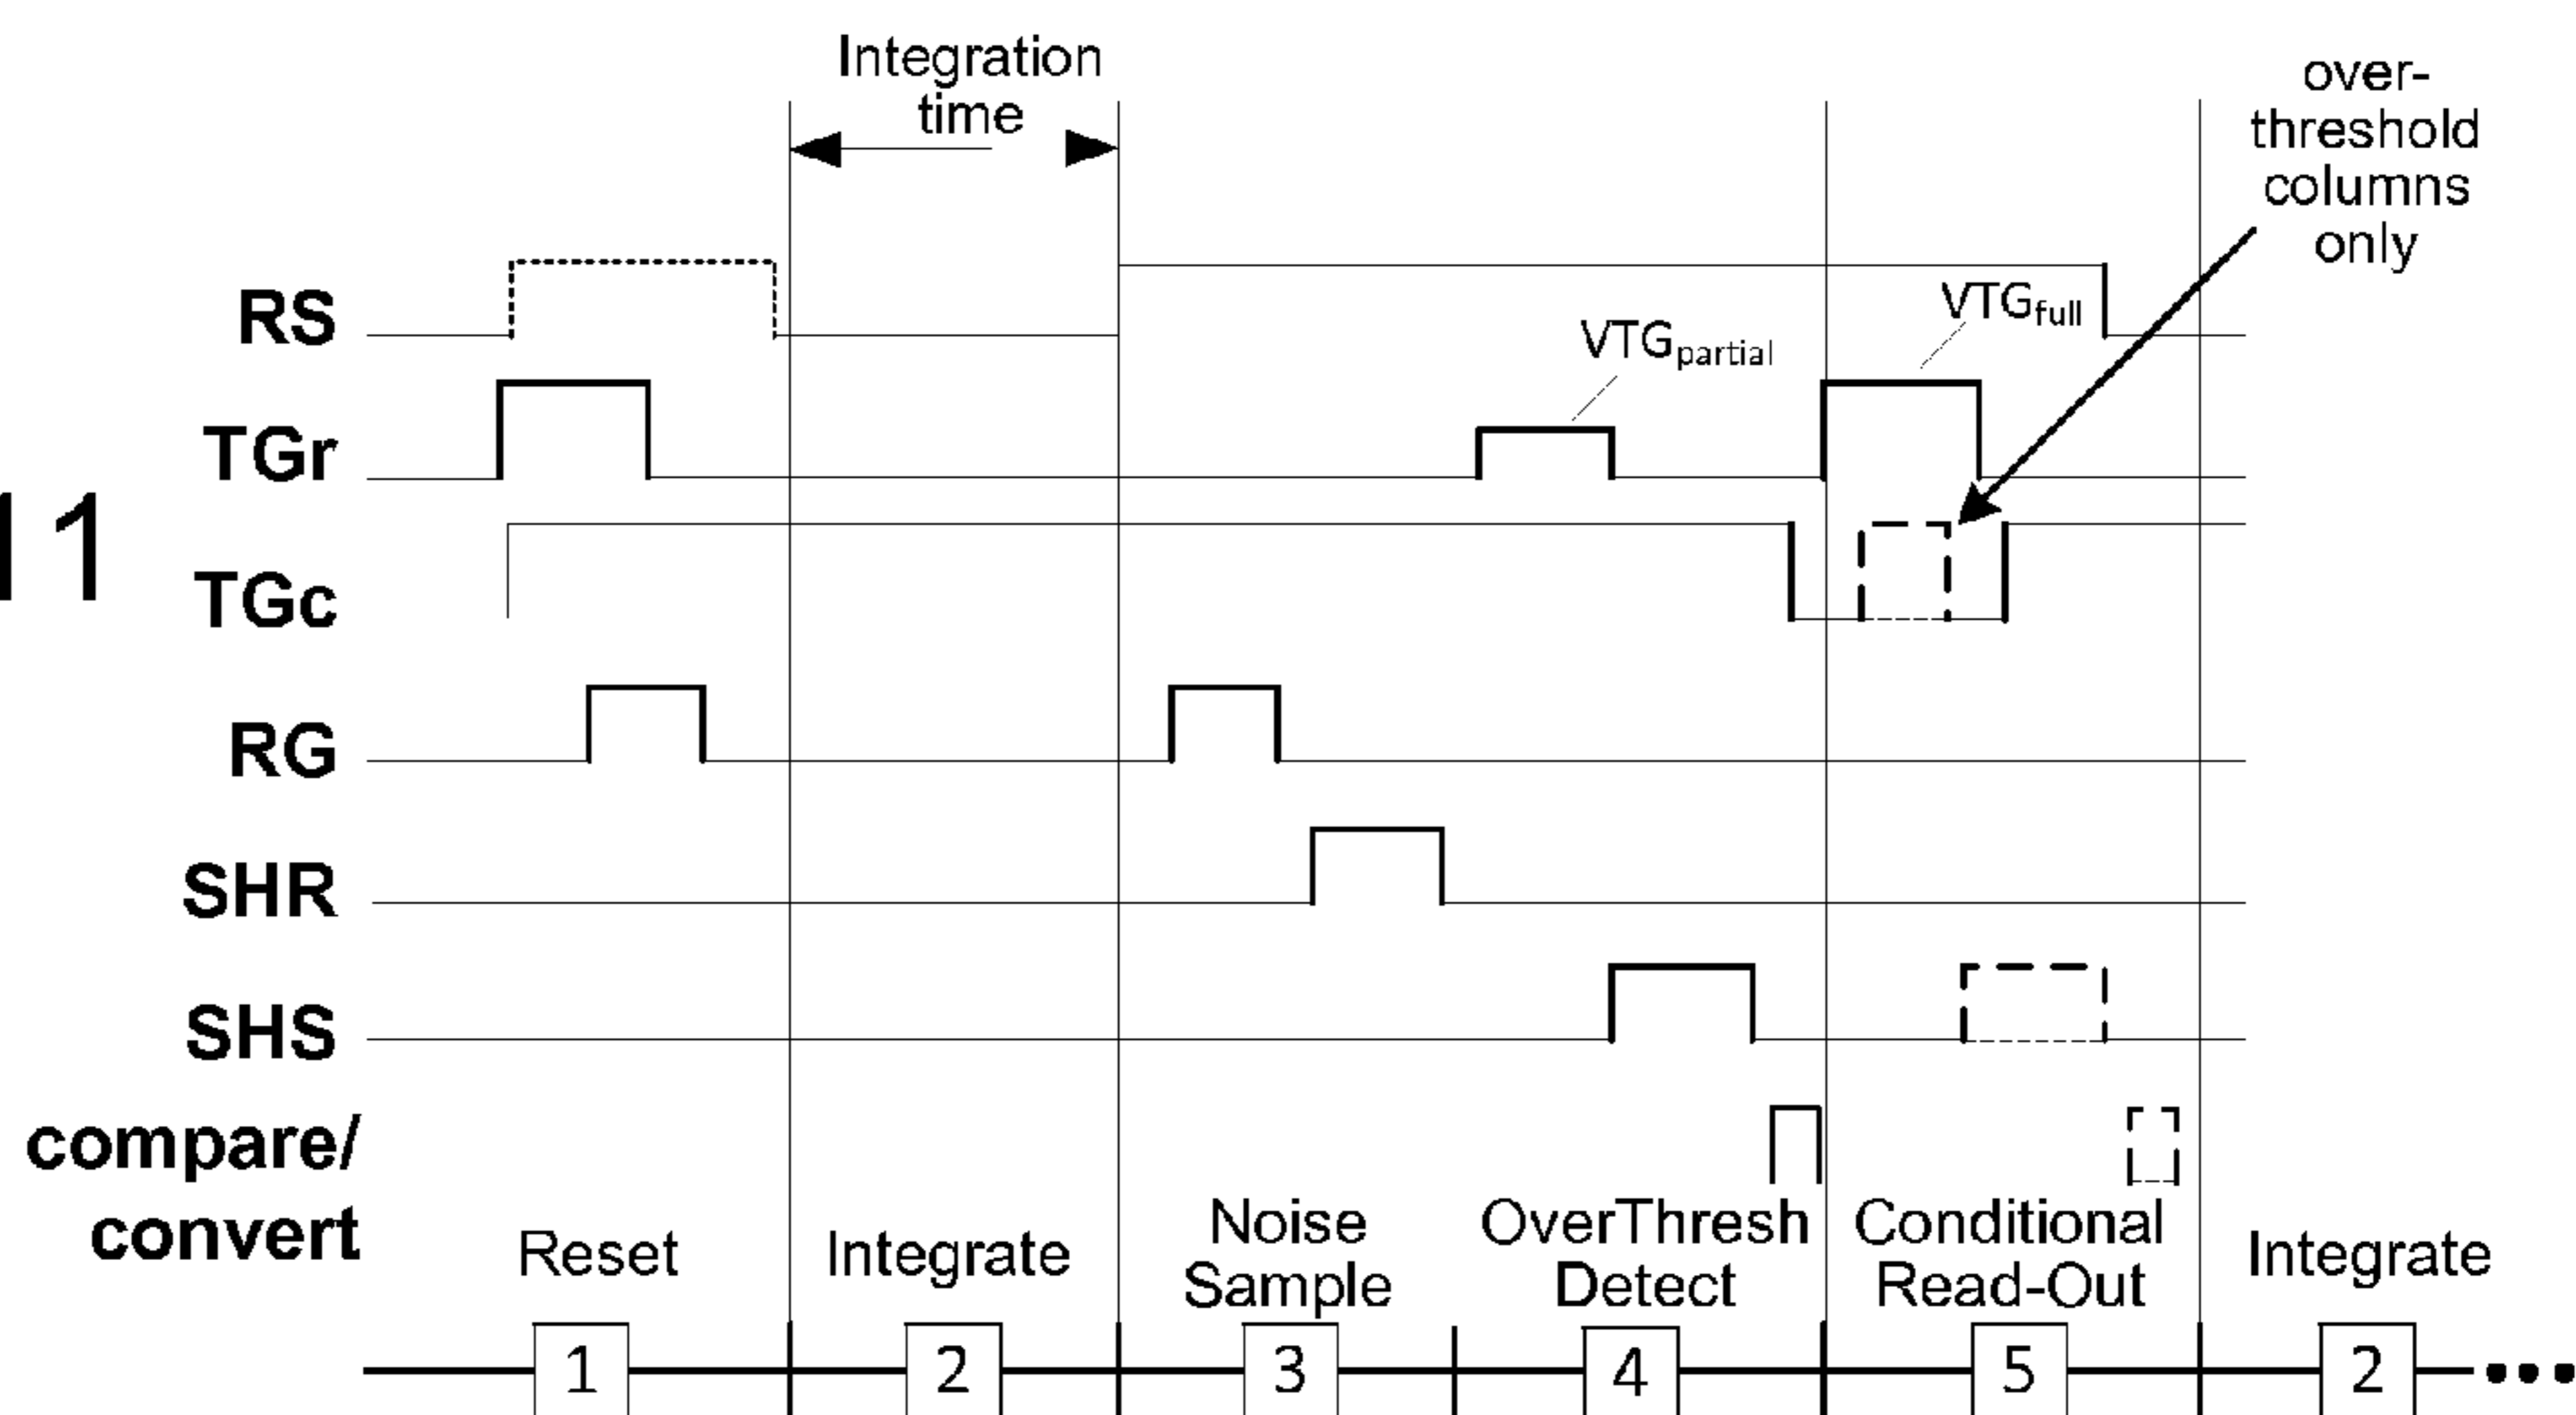 Integration
time
over-
threshold
columns
only
RS
VTGpartial
VTGfull
TGr
11
TGc
RG
SHR
SHS
compare/
convert
Reset
Integrate
Noise
Sample
OverThresh
Detect
Conditional
Read-Out
Integrate
1
2
3
4
5
2